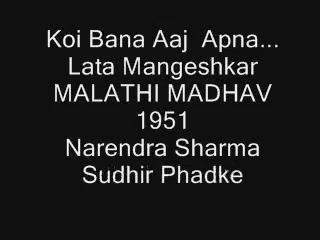 Koi Bana Aaj  Apna...
Lata Mangeshkar
MALATHI MADHAV
1951
Narendra Sharma
Sudhir Phadke